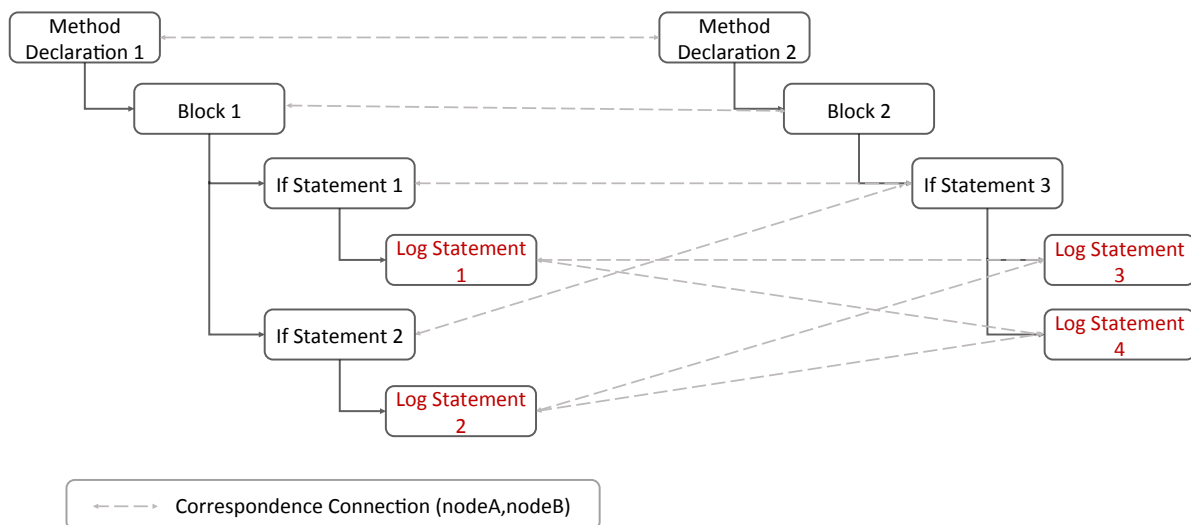 Method
Declaration 1
Method
Declaration 2
Block 1
Block 2
If Statement 1
If Statement 3
Log Statement
1
Log Statement
3
If Statement 2
Log Statement
4
Log Statement
2
Correspondence Connection (nodeA,nodeB)